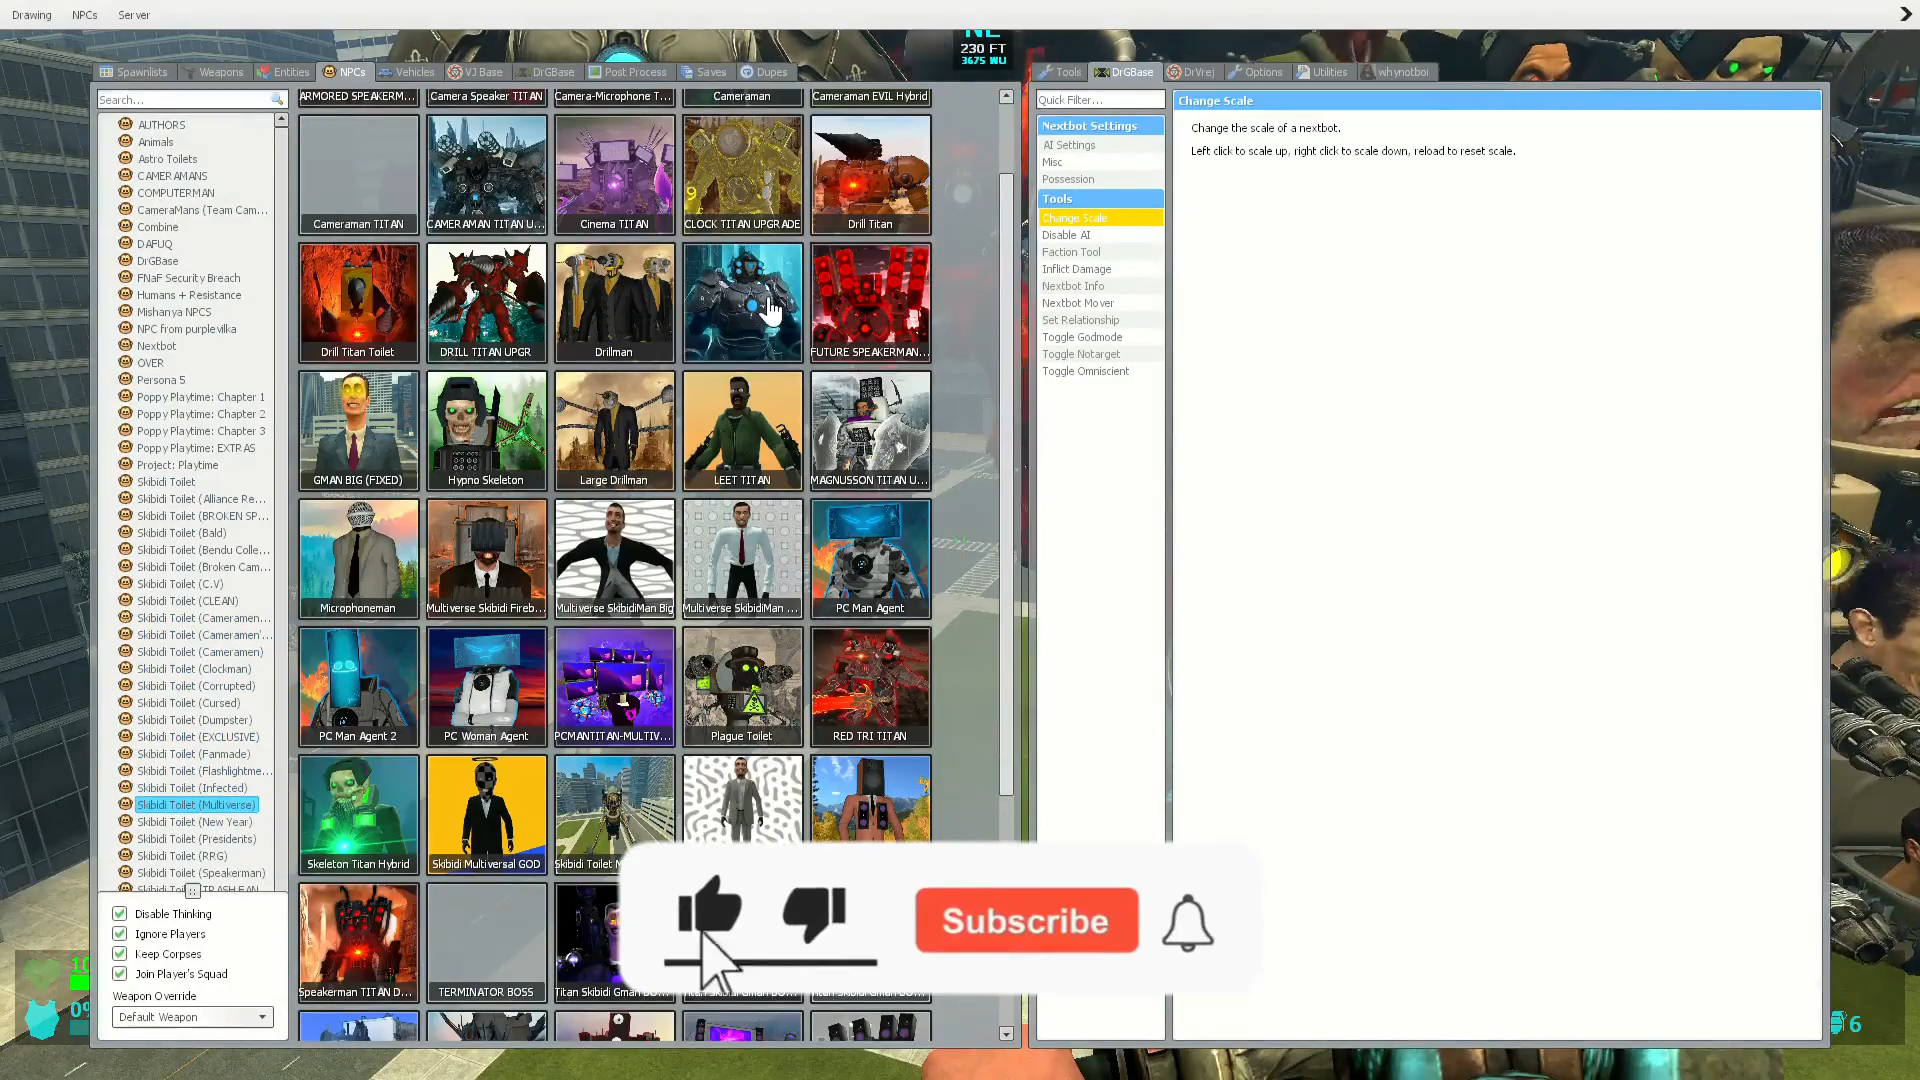 Drawing NPCs Server
NE
230 FT
3675 WU
Spawnlists Weapons Entities NPCs Vehicles VJ Base DrGBase Post Process Saves Dupes
Tools DrGBase DrVrej Options Utilities whynotboi
Search...
AUTHORS
Animals
Astro Toilets
CAMERAMANS
COMPUTERMAN
CameraMans (Team Cam...
Combine
DAFUQ
DrGBase
FNaF Security Breach
Humans + Resistance
Mishanya NPCS
NPC from purplevilka
Nextbot
OVER
Persona 5
Poppy Playtime: Chapter 1
Poppy Playtime: Chapter 2
Poppy Playtime: Chapter 3
Poppy Playtime: EXTRAS
Project: Playtime
Skibidi Toilet
Skibidi Toilet (Alliance Re...
Skibidi Toilet (BROKEN SP...
Skibidi Toilet (Bald)
Skibidi Toilet (Bendu Colle...
Skibidi Toilet (Broken Cam...
Skibidi Toilet (C.V)
Skibidi Toilet (CLEAN)
Skibidi Toilet (Cameramen...
Skibidi Toilet (Cameramen'...
Skibidi Toilet (Cameramen)
Skibidi Toilet (Clockman)
Skibidi Toilet (Corrupted)
Skibidi Toilet (Cursed)
Skibidi Toilet (Dumpster)
Skibidi Toilet (EXCLUSIVE)
Skibidi Toilet (Fanmade)
Skibidi Toilet (Flashlightme...
Skibidi Toilet (Infected)
Skibidi Toilet (Multiverse)
Skibidi Toilet (New Year)
Skibidi Toilet (Presidents)
Skibidi Toilet (RRG)
Skibidi Toilet (Speakerman)
Disable Thinking
Ignore Players
Keep Corpses
Join Player's Squad
Weapon Override
Default Weapon
ARMORED SPEAKERM... Camera Speaker TITAN Camera-Microphone T... Cameraman Cameraman EVIL Hybrid
Cameraman TITAN CAMERAMAN TITAN U... Cinema TITAN CLOCK TITAN UPGRADE Drill Titan
Drill Titan Toilet DRILL TITAN UPGR Drillman FUTURE SPEAKERMAN...
GMAN BIG (FIXED) Hypno Skeleton Large Drillman LEET TITAN MAGNUSSON TITAN U...
Microphoneman Multiverse Skibidi Fireb... Multiverse SkibidiMan Big Multiverse SkibidiMan ... PC Man Agent
PC Man Agent 2 PC Woman Agent PCMANTITAN-MULTIV... Plague Toilet RED TRI TITAN
Skeleton Titan Hybrid Skibidi Multiversal GOD Skibidi Toilet
Speakerman TITAN D... TERMINATOR BOSS
Quick Filter...
Nextbot Settings
AI Settings
Misc
Possession
Tools
Change Scale
Disable AI
Faction Tool
Inflict Damage
Nextbot Info
Nextbot Mover
Set Relationship
Toggle Godmode
Toggle Notarget
Toggle Omniscient
Change Scale
Change the scale of a nextbot.
Left click to scale up, right click to scale down, reload to reset scale.
Subscribe
6